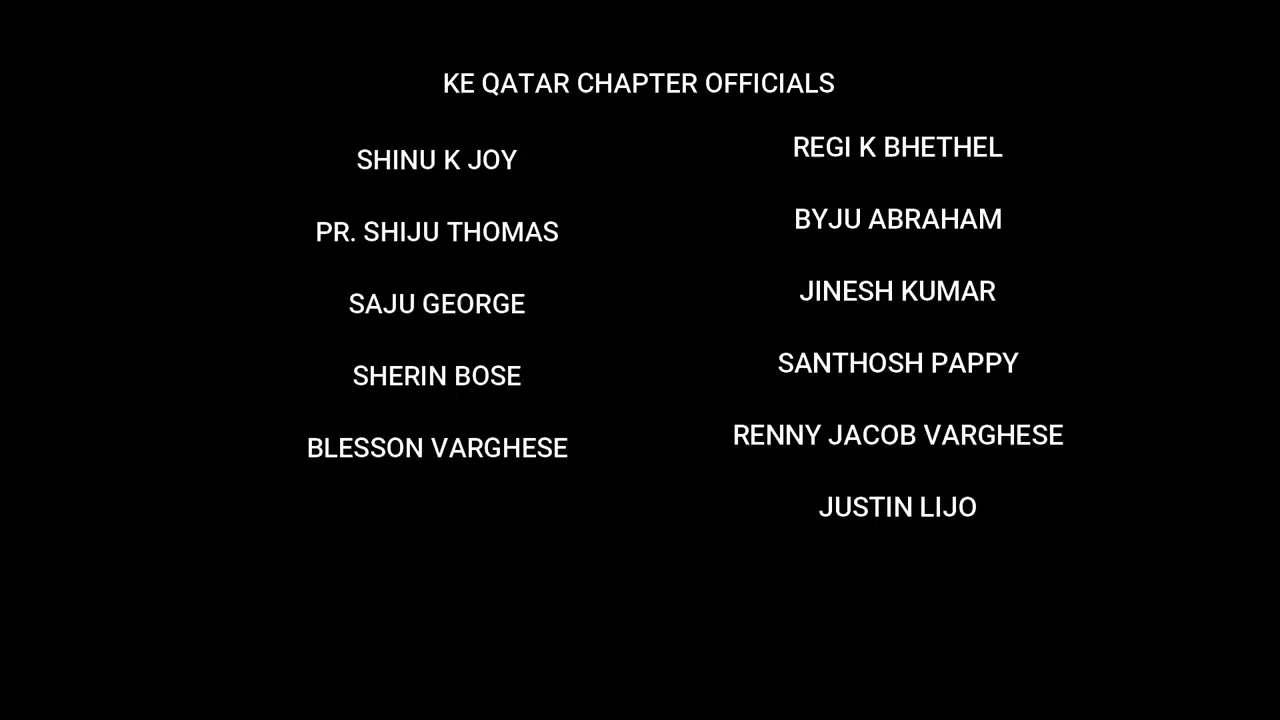 KE QATAR CHAPTER OFFICIALS
SHINU K JOY
PR. SHIJU THOMAS
SAJU GEORGE
SHERIN BOSE
BLESSON VARGHESE
REGI K BHETHEL
BYJU ABRAHAM
JINESH KUMAR
SANTHOSH PAPPY
RENNY JACOB VARGHESE
JUSTIN LIJO